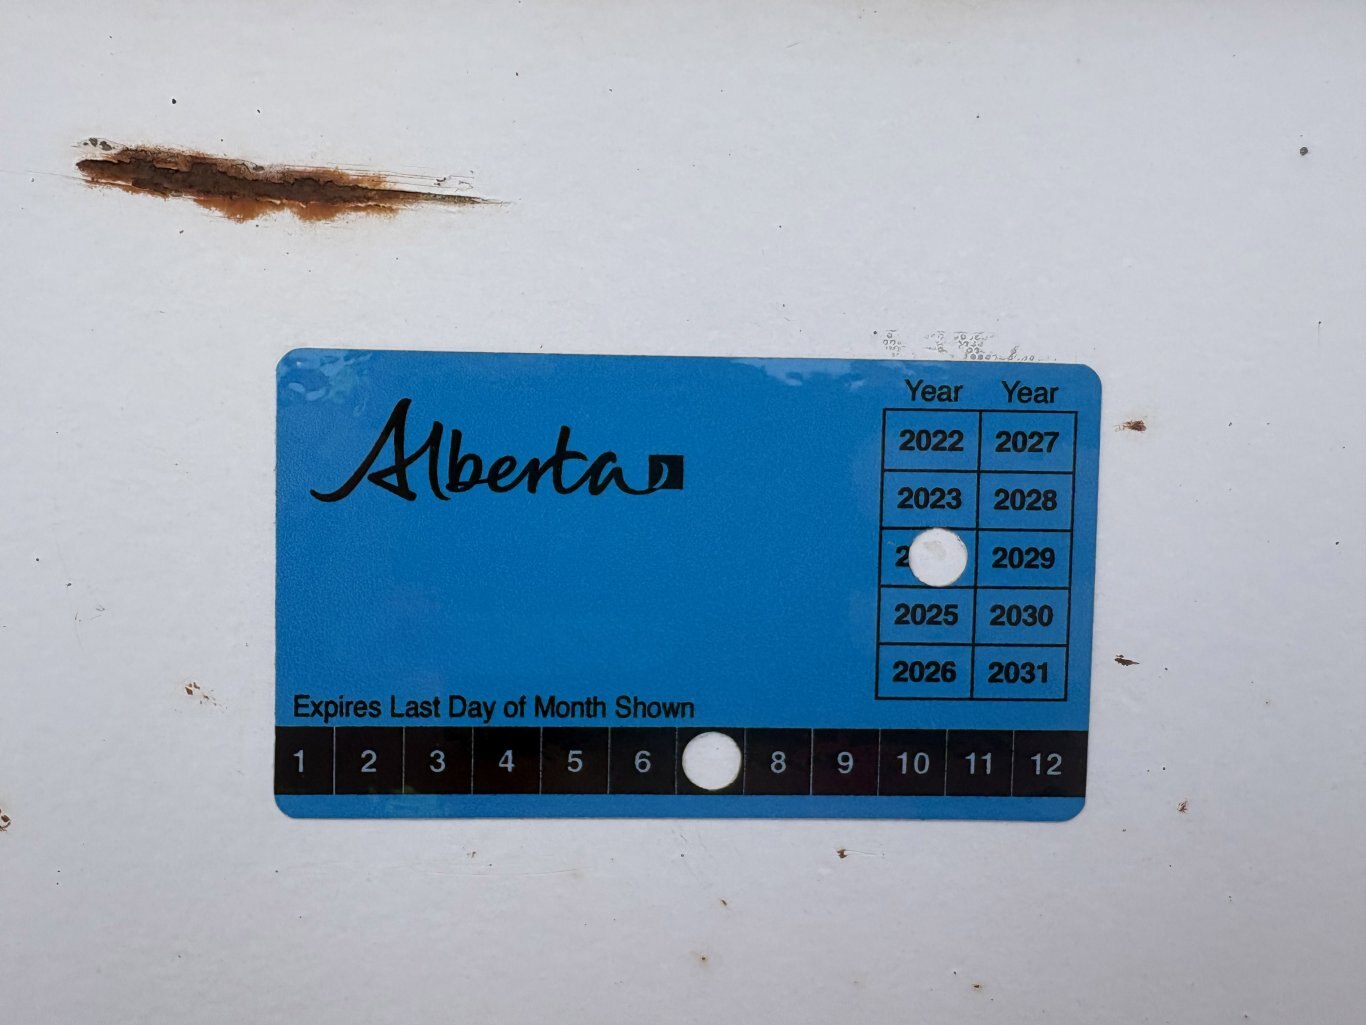 Alberta
Year Year
2022 2027
2023 2028
2 2029
2025 2030
2026 2031
Expires Last Day of Month Shown
1 2 3 4 5 6 8 9 10 11 12